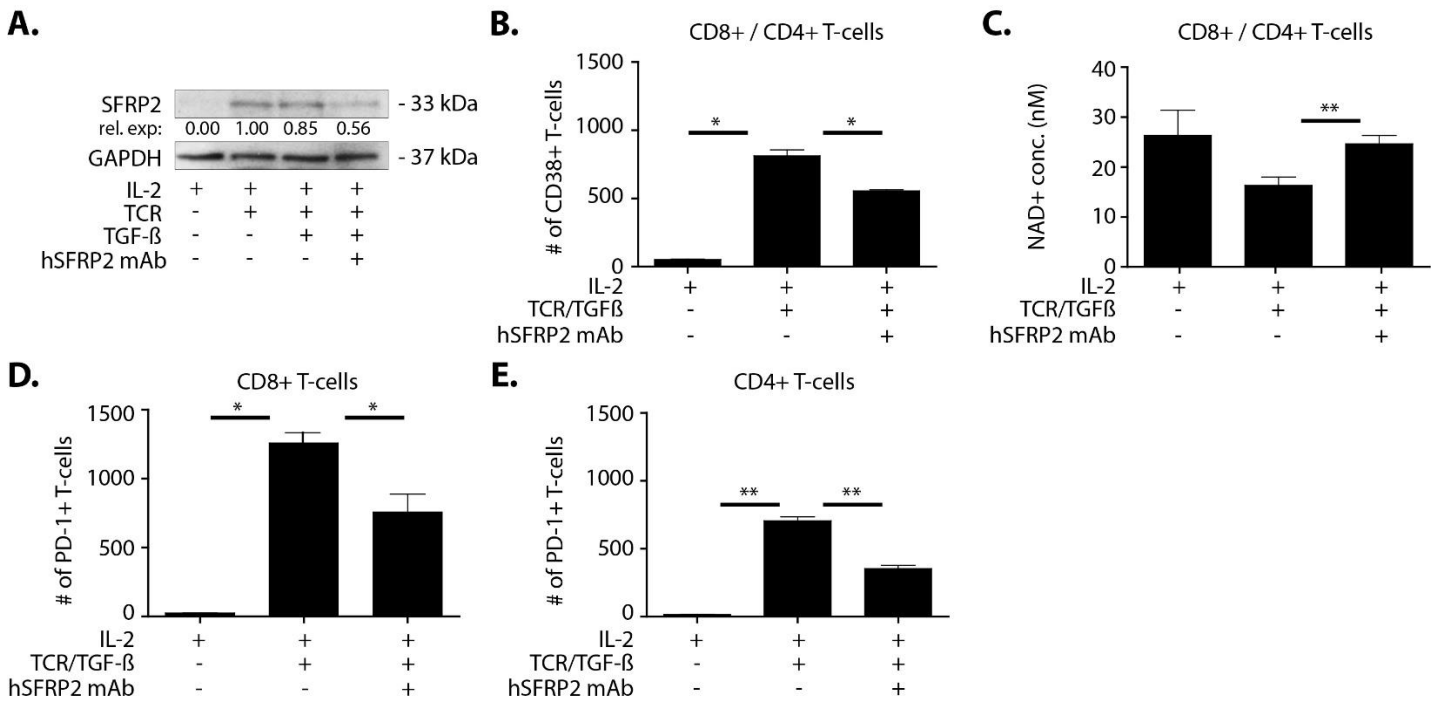 A.
SFRP2 - 33 kDa
rel. exp: 0.00 1.00 0.85 0.56
GAPDH - 37 kDa
IL-2 + + + +
TCR - + + +
TGF-ß - - + +
hSFRP2 mAb - - - +
B.
CD8+ / CD4+ T-cells
# of CD38+ T-cells
1500
1000
500
0
* *
IL-2 + + +
TCR/TGFß - + +
hSFRP2 mAb - - +
C.
CD8+ / CD4+ T-cells
NAD+ conc. (nM)
40
30
20
10
0
**
IL-2 + + +
TCR/TGFß - + +
hSFRP2 mAb - - +
D.
CD8+ T-cells
# of PD-1+ T-cells
1500
1000
500
0
* *
IL-2 + + +
TCR/TGF-ß - + +
hSFRP2 mAb - - +
E.
CD4+ T-cells
# of PD-1+ T-cells
1500
1000
500
0
** **
IL-2 + + +
TCR/TGF-ß - + +
hSFRP2 mAb - - +